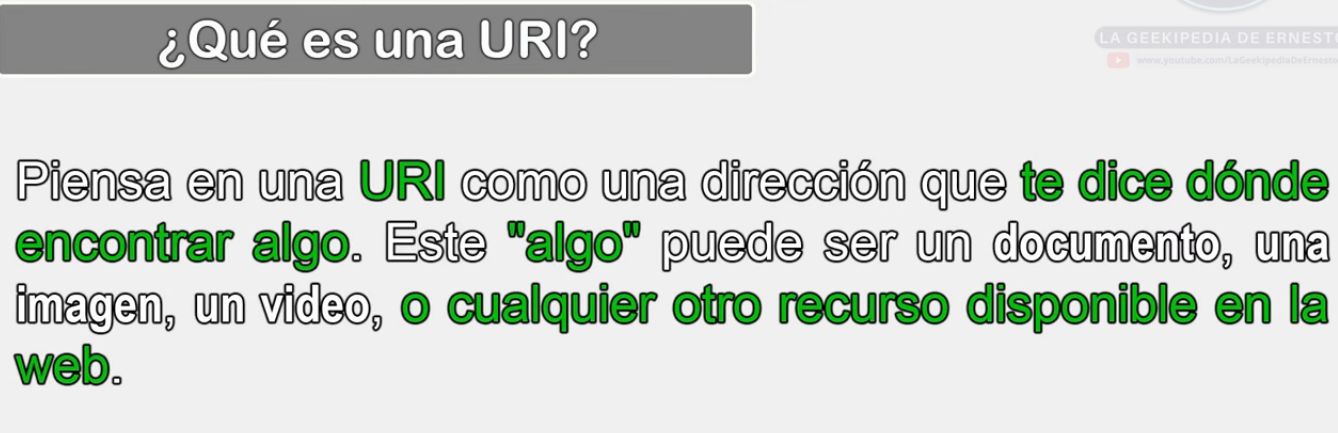 ¿Qué es una URI?
LA GEEKIPEDIA DE ERNESTO
www.youtube.com/LaGeekipediaDeErnesto
Piensa en una URI como una dirección que te dice dónde
encontrar algo. Este "algo" puede ser un documento, una
imagen, un video, o cualquier otro recurso disponible en la
web.